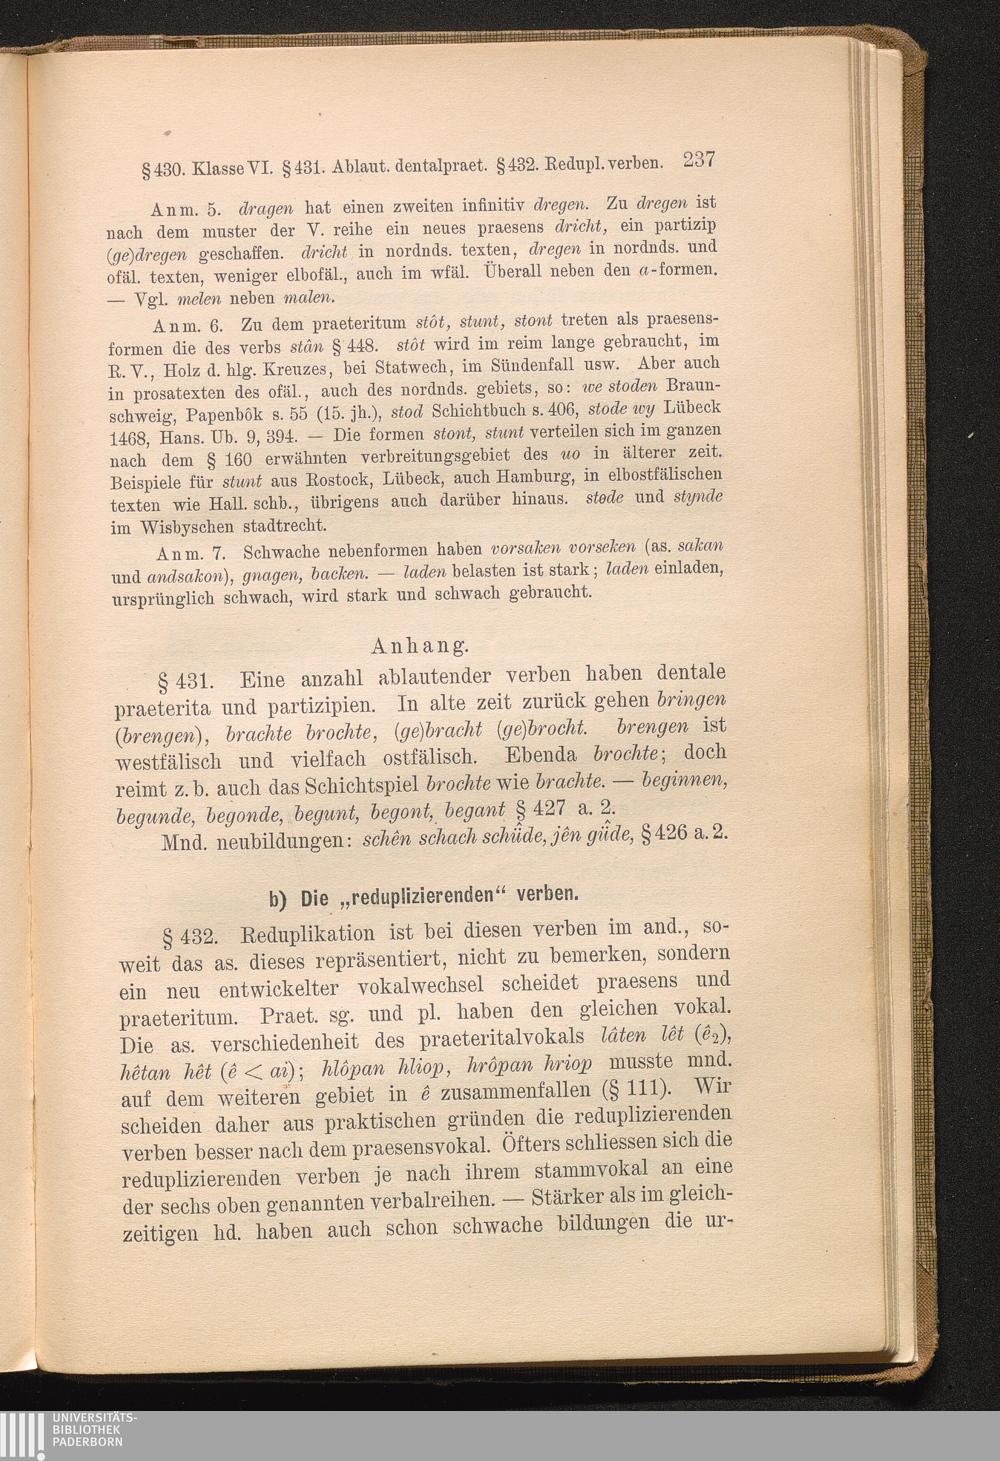 § 430. Klasse VI. § 431. Ablaut. dentalpraet. § 432. Redupl. verben. 237
Anm. 5. dragen hat einen zweiten infinitiv dregen. Zu dregen ist
nach dem muster der V. reihe ein neues praesens dricht, ein partizip
(ge)dregen geschaffen. dricht in nordnds. texten, dregen in nordnds. und
ofäl. texten, weniger elbofäl., auch im wfäl. Überall neben den a-formen.
— Vgl. melen neben malen.
Anm. 6. Zu dem praeteritum stôt, stunt, stont treten als praesens-
formen die des verbs stân § 448. stôt wird im reim lange gebraucht, im
R. V., Holz d. hlg. Kreuzes, bei Statwech, im Sündenfall usw. Aber auch
in prosatexten des ofäl., auch des nordnds. gebiets, so: we stoden Braun-
schweig, Papenbôk s. 55 (15. jh.), stod Schichtbuch s. 406, stode wy Lübeck
1468, Hans. Ub. 9, 394. — Die formen stont, stunt verteilen sich im ganzen
nach dem § 160 erwähnten verbreitungsgebiet des uo in älterer zeit.
Beispiele für stunt aus Rostock, Lübeck, auch Hamburg, in elbostfälischen
texten wie Hall. schb., übrigens auch darüber hinaus. støde und stynde
im Wisbyschen stadtrecht.
Anm. 7. Schwache nebenformen haben vorsaken vorseken (as. sakan
und andsakon), gnagen, backen. — laden belasten ist stark; laden einladen,
ursprünglich schwach, wird stark und schwach gebraucht.
Anhang.
§ 431. Eine anzahl ablautender verben haben dentale
praeterita und partizipien. In alte zeit zurück gehen bringen
(brengen), brachte brochte, (ge)bracht (ge)brocht. brengen ist
westfälisch und vielfach ostfälisch. Ebenda brochte; doch
reimt z. b. auch das Schichtspiel brochte wie brachte. — beginnen,
begunde, begonde, begunt, begont, begant § 427 a. 2.
Mnd. neubildungen: schên schach schü̂de, jên gü̂de, § 426 a. 2.
b) Die „reduplizierenden“ verben.
§ 432. Reduplikation ist bei diesen verben im and., so-
weit das as. dieses repräsentiert, nicht zu bemerken, sondern
ein neu entwickelter vokalwechsel scheidet praesens und
praeteritum. Praet. sg. und pl. haben den gleichen vokal.
Die as. verschiedenheit des praeteritalvokals lâten lêt (ê₂),
hêtan hêt (ê < ai); hlôpan hliop, hrôpan hriop musste mnd.
auf dem weiteren gebiet in ê zusammenfallen (§ 111). Wir
scheiden daher aus praktischen gründen die reduplizierenden
verben besser nach dem praesensvokal. Öfters schliessen sich die
reduplizierenden verben je nach ihrem stammvokal an eine
der sechs oben genannten verbalreihen. — Stärker als im gleich-
zeitigen hd. haben auch schon schwache bildungen die ur-
UNIVERSITÄTS-
BIBLIOTHEK
PADERBORN